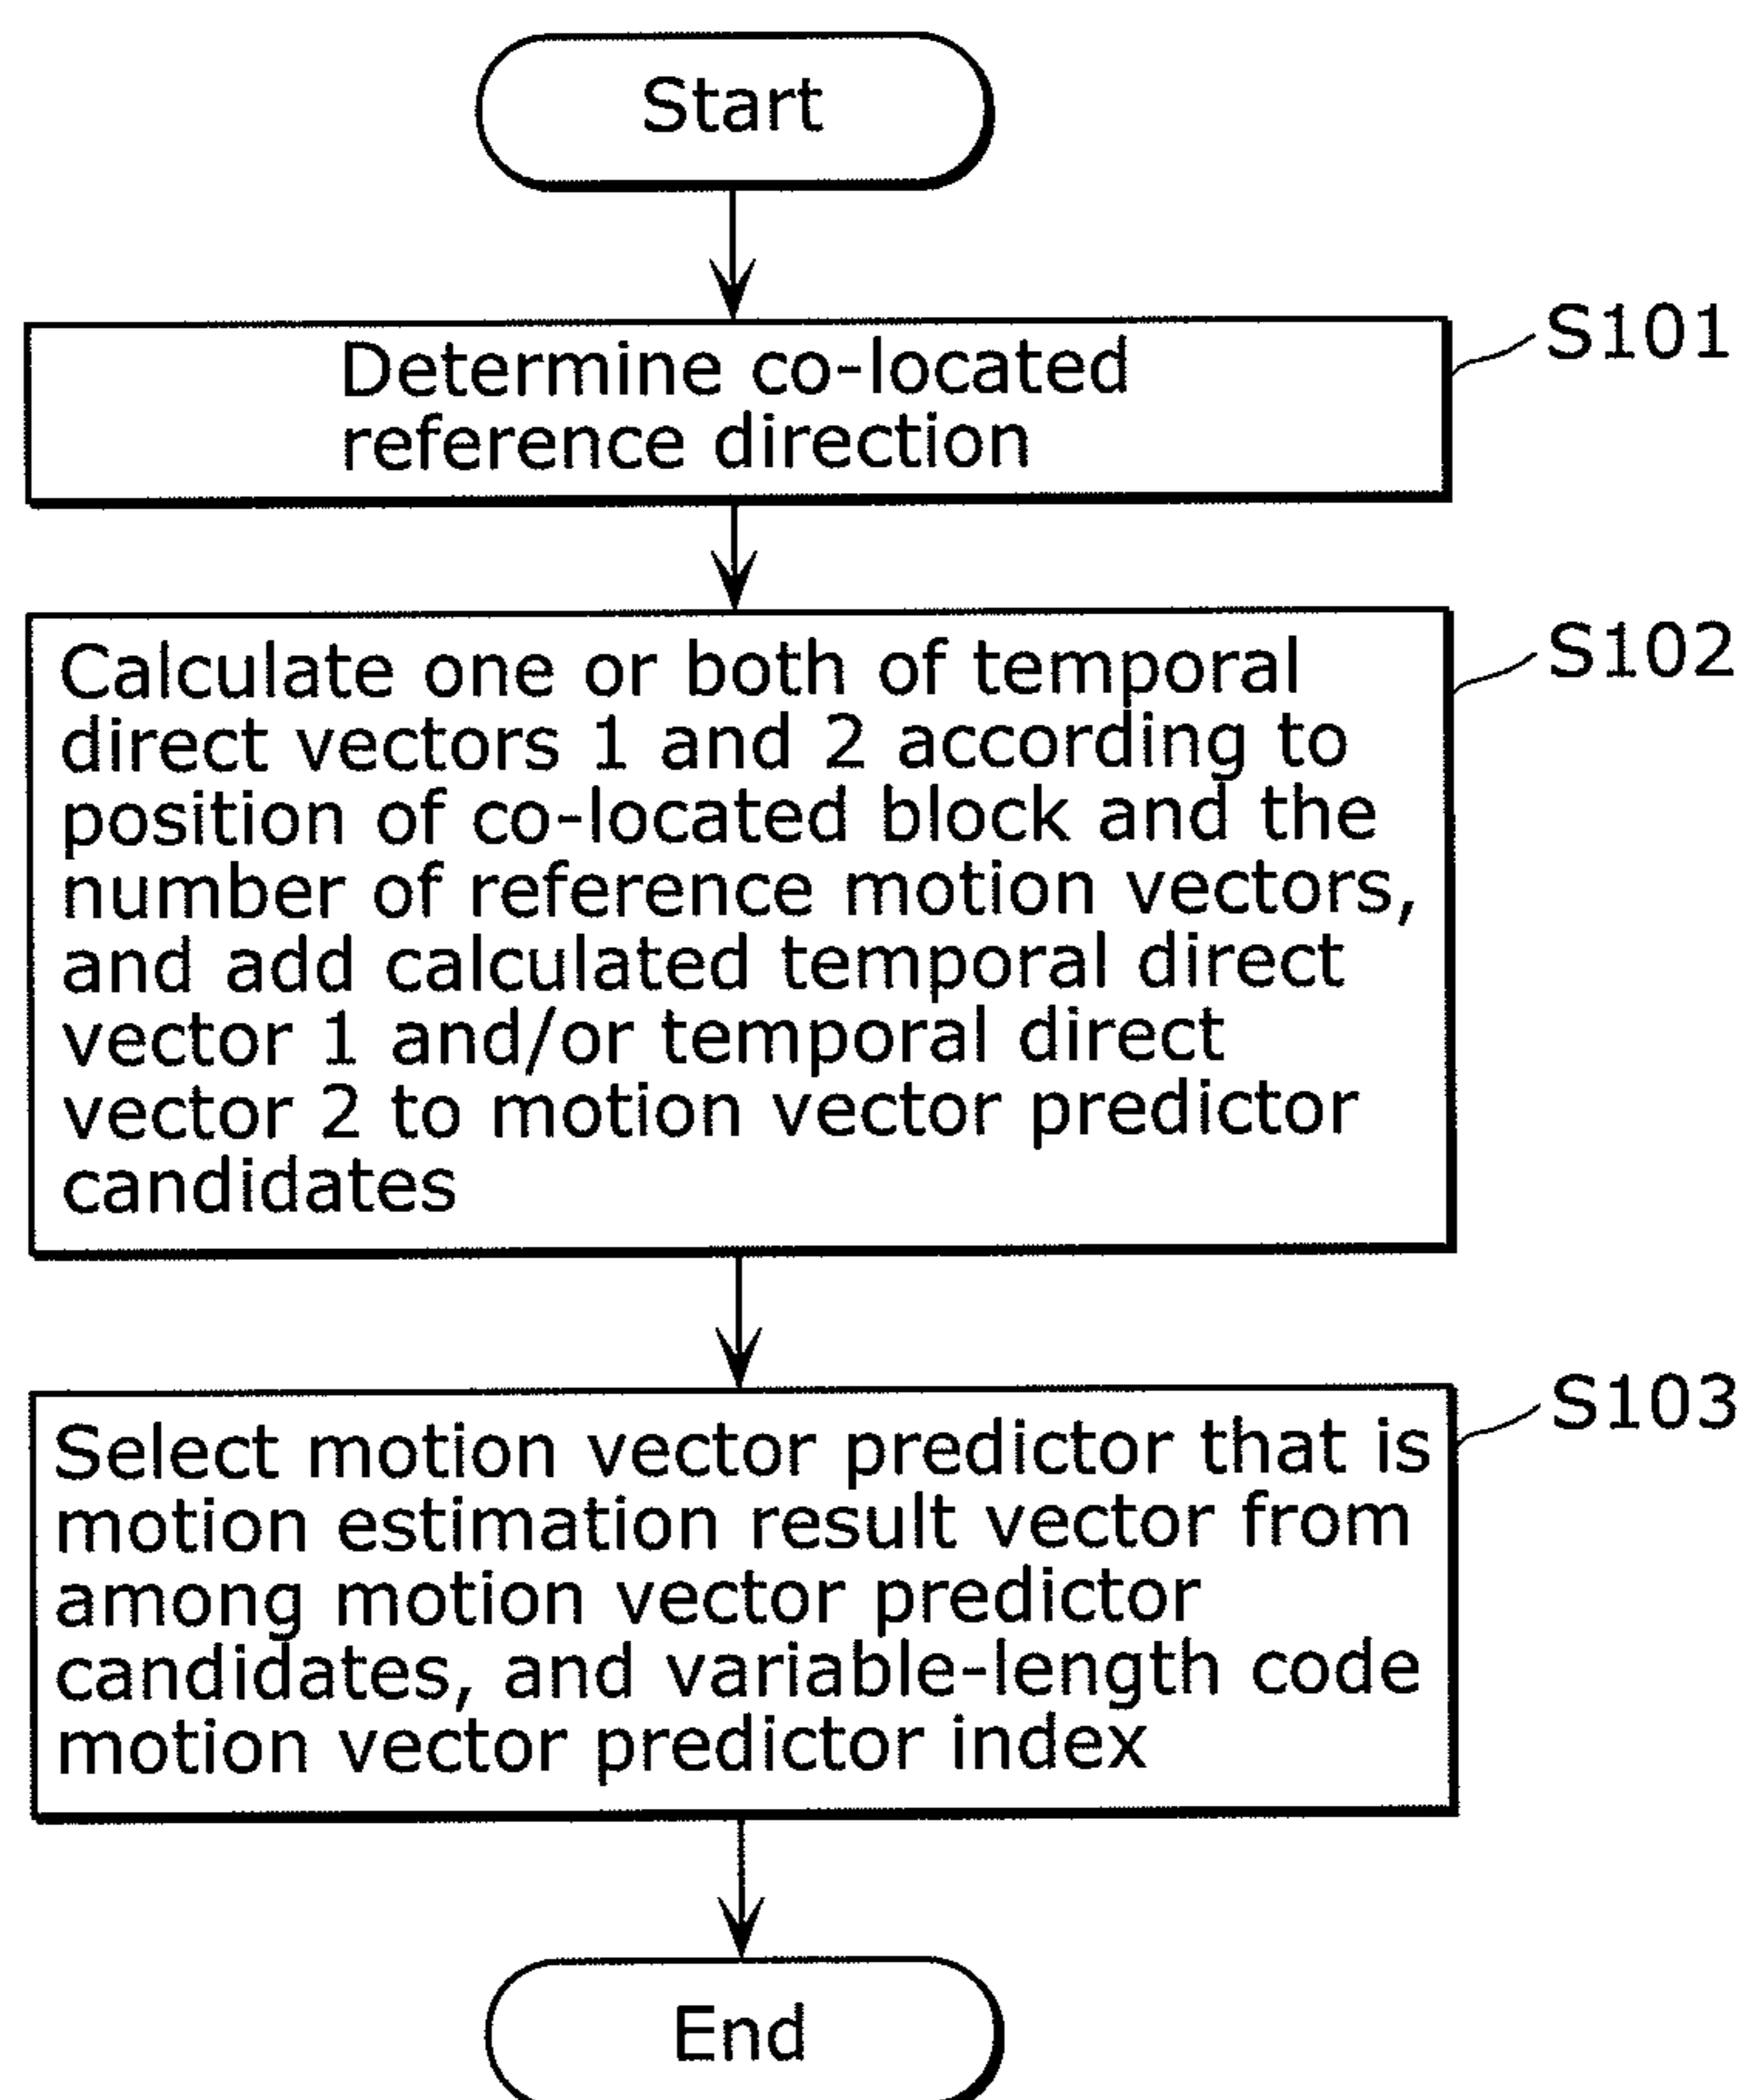 Start
Determine co-located
reference direction
S101
Calculate one or both of temporal
direct vectors 1 and 2 according to
position of co-located block and the
number of reference motion vectors,
and add calculated temporal direct
vector 1 and/or temporal direct
vector 2 to motion vector predictor
candidates
S102
Select motion vector predictor that is
motion estimation result vector from
among motion vector predictor
candidates, and variable-length code
motion vector predictor index
S103
End